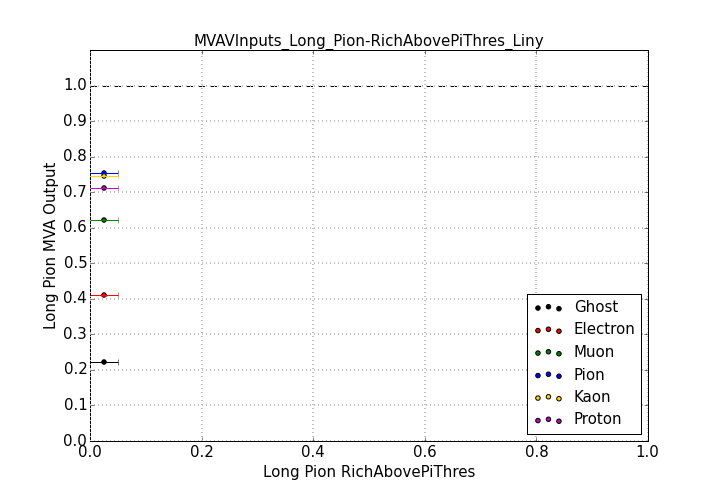 MVAVInputs_Long_Pion-RichAbovePiThres_Liny
1.0
0.9
0.8
0.7
0.6
0.5
0.4
0.3
0.2
0.1
0.0
Long Pion MVA Output
Ghost
Electron
Muon
Pion
Kaon
Proton
0.0 0.2 0.4 0.6 0.8 1.0
Long Pion RichAbovePiThres